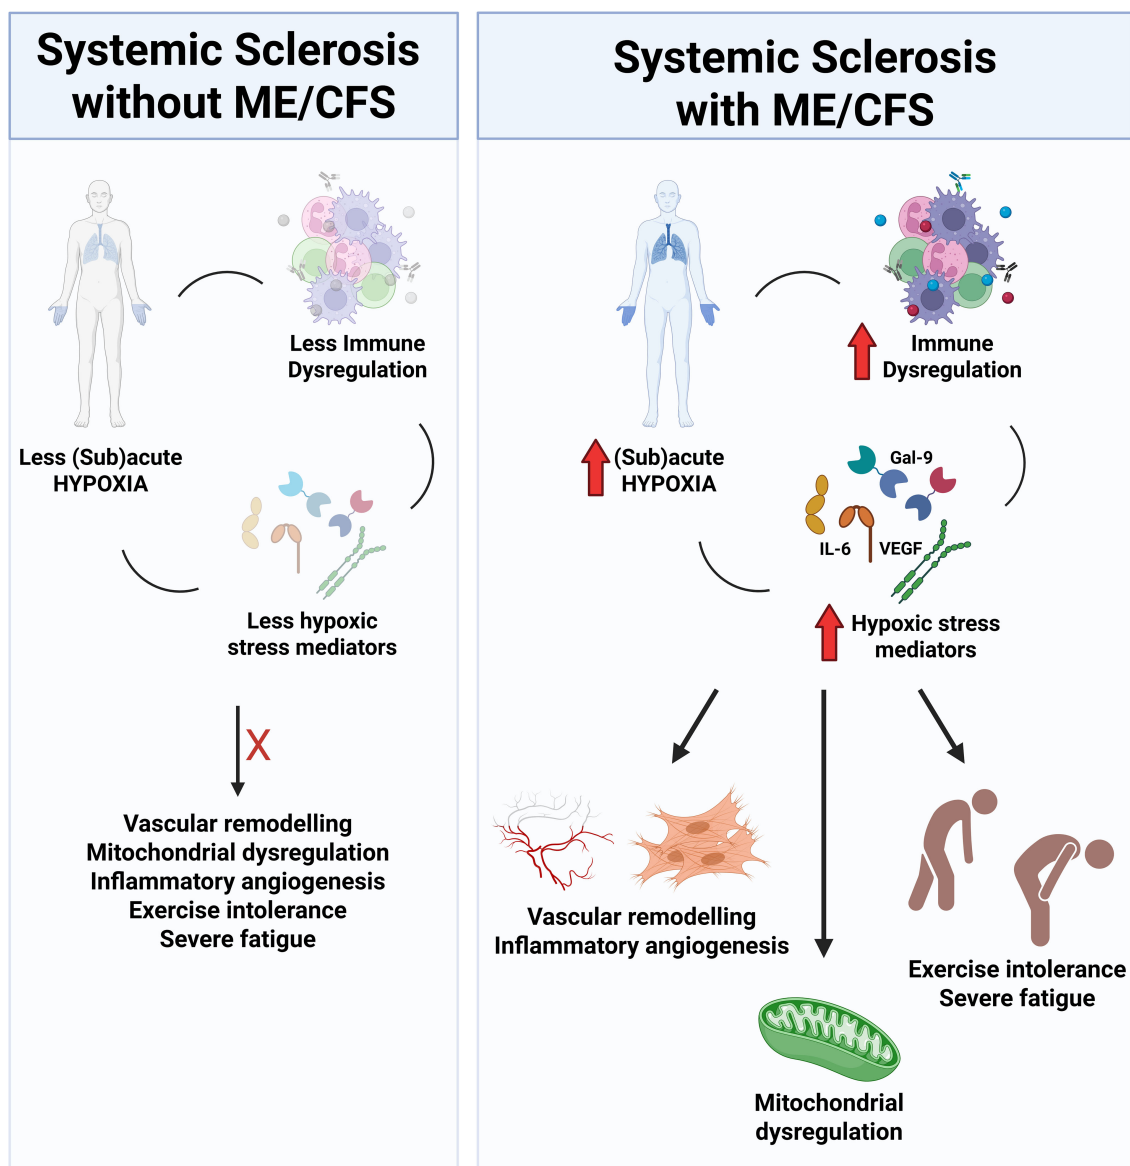 Systemic Sclerosis
without ME/CFS
Less Immune
Dysregulation
Less (Sub)acute
HYPOXIA
Less hypoxic
stress mediators
X
Vascular remodelling
Mitochondrial dysregulation
Inflammatory angiogenesis
Exercise intolerance
Severe fatigue
Systemic Sclerosis
with ME/CFS
Immune
Dysregulation
(Sub)acute
HYPOXIA
Gal-9
IL-6
VEGF
Hypoxic stress
mediators
Vascular remodelling
Inflammatory angiogenesis
Exercise intolerance
Severe fatigue
Mitochondrial
dysregulation